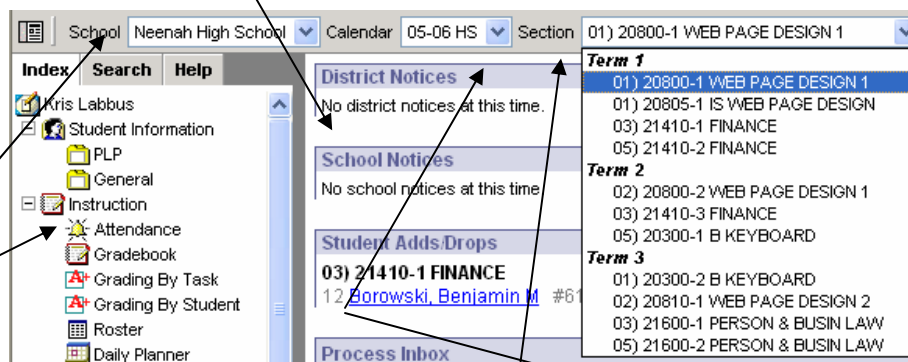 School Neenah High School Calendar 05-06 HS Section 01) 20800-1 WEB PAGE DESIGN 1
Index Search Help
Kris Labbus
Student Information
PLP
General
Instruction
Attendance
Gradebook
Grading By Task
Grading By Student
Roster
Daily Planner
District Notices
No district notices at this time.
School Notices
No school notices at this time
Student Adds/Drops
03) 21410-1 FINANCE
12 Borowski, Benjamin M #61
Process Inbox
Term 1
01) 20800-1 WEB PAGE DESIGN 1
01) 20805-1 IS WEB PAGE DESIGN
03) 21410-1 FINANCE
05) 21410-2 FINANCE
Term 2
02) 20800-2 WEB PAGE DESIGN 1
03) 21410-3 FINANCE
05) 20300-1 B KEYBOARD
Term 3
01) 20300-2 B KEYBOARD
02) 20810-1 WEB PAGE DESIGN 2
03) 21600-1 PERSON & BUSIN LAW
05) 21600-2 PERSON & BUSIN LAW